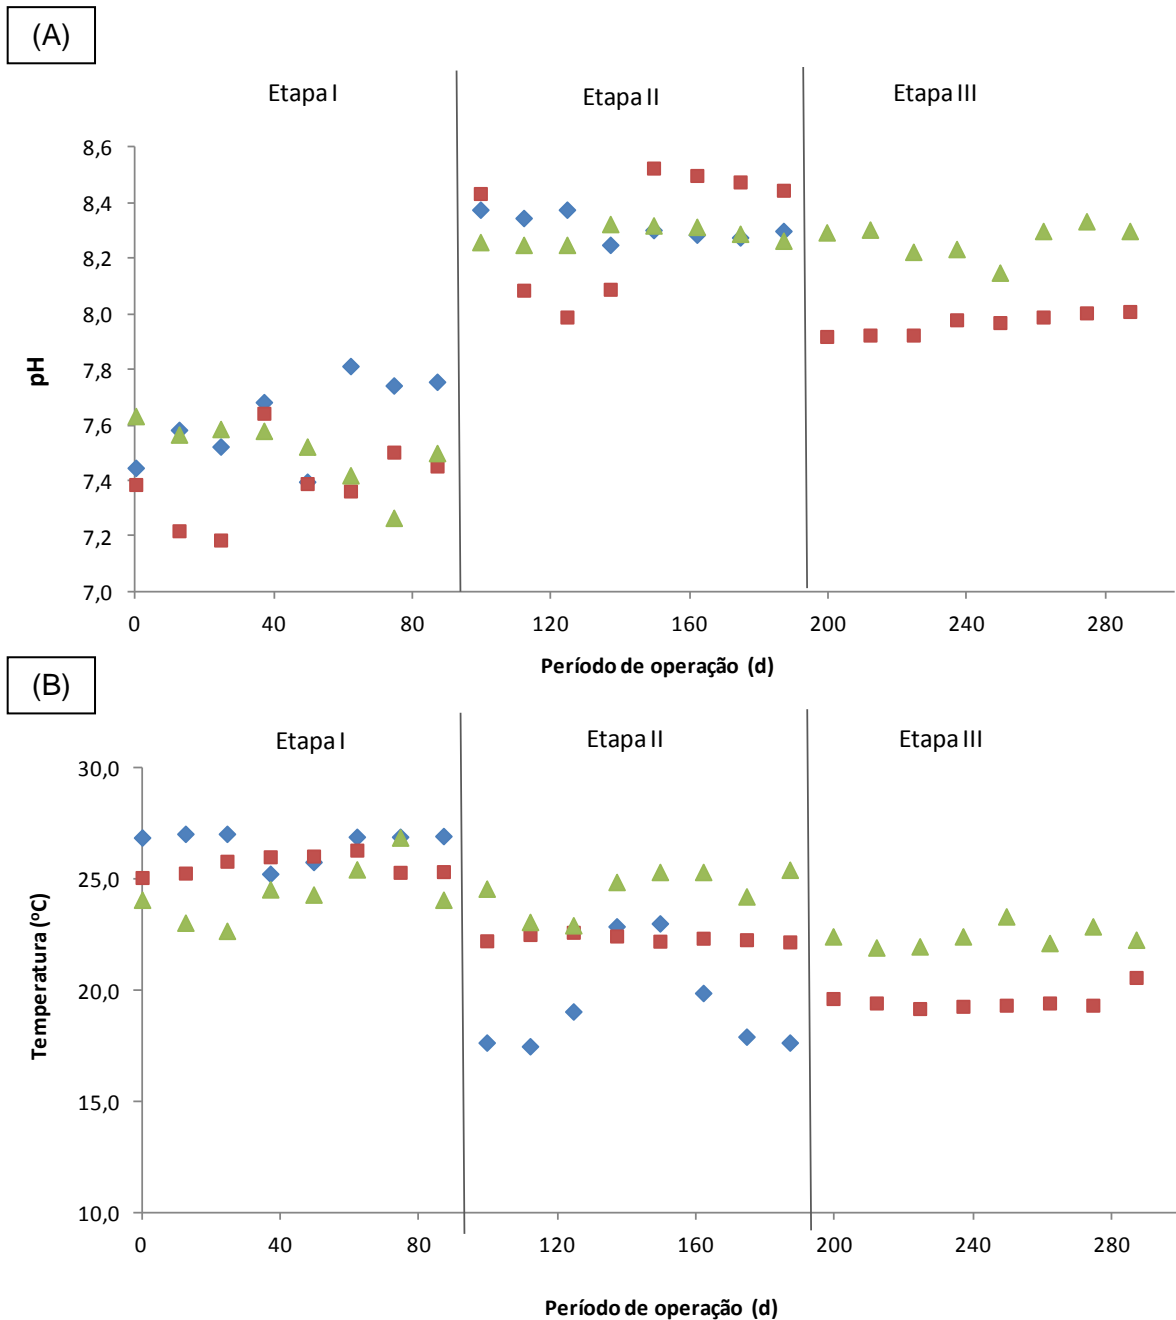 (A)
Etapa I
Etapa II
Etapa III
8,6
8,4
8,2
8,0
7,8
7,6
7,4
7,2
7,0
pH
0
40
80
120
160
200
240
280
Período de operação (d)
(B)
Etapa I
Etapa II
Etapa III
30,0
25,0
20,0
15,0
10,0
Temperatura (ºC)
0
40
80
120
160
200
240
280
Período de operação (d)